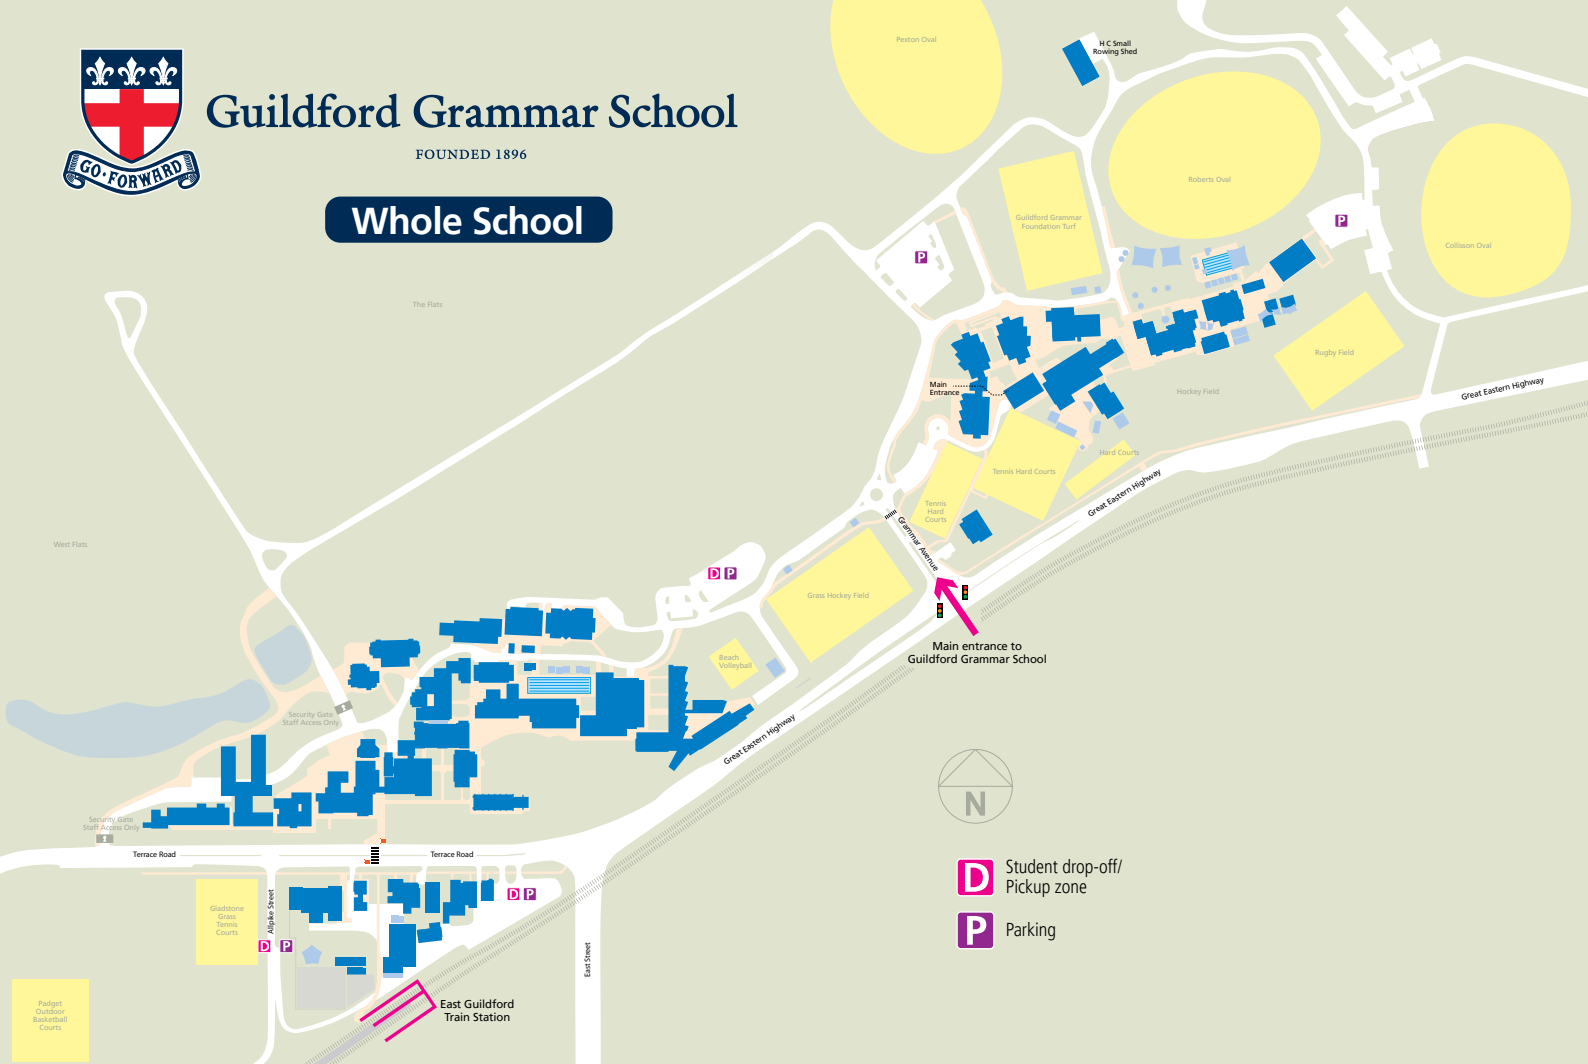 GO·FORWARD
Guildford Grammar School
FOUNDED 1896
Whole School
Pexton Oval
H C Small
Rowing Shed
Roberts Oval
Guildford Grammar
Foundation Turf
P
P
Collisson Oval
The Flats
Rugby Field
Main
Entrance
Hockey Field
Great Eastern Highway
Hard Courts
Tennis Hard Courts
Great Eastern Highway
Tennis
Hard
Courts
Grammar Avenue
West Flats
D P
Grass Hockey Field
Main entrance to
Guildford Grammar School
Beach
Volleyball
Security Gate
Staff Access Only
Great Eastern Highway
N
Security Gate
Staff Access Only
Terrace Road
Terrace Road
D Student drop-off/
Pickup zone
D P
Allpike Street
Gladstone
Grass
Tennis
Courts
P Parking
D P
East Street
Padget
Outdoor
Basketball
Courts
East Guildford
Train Station